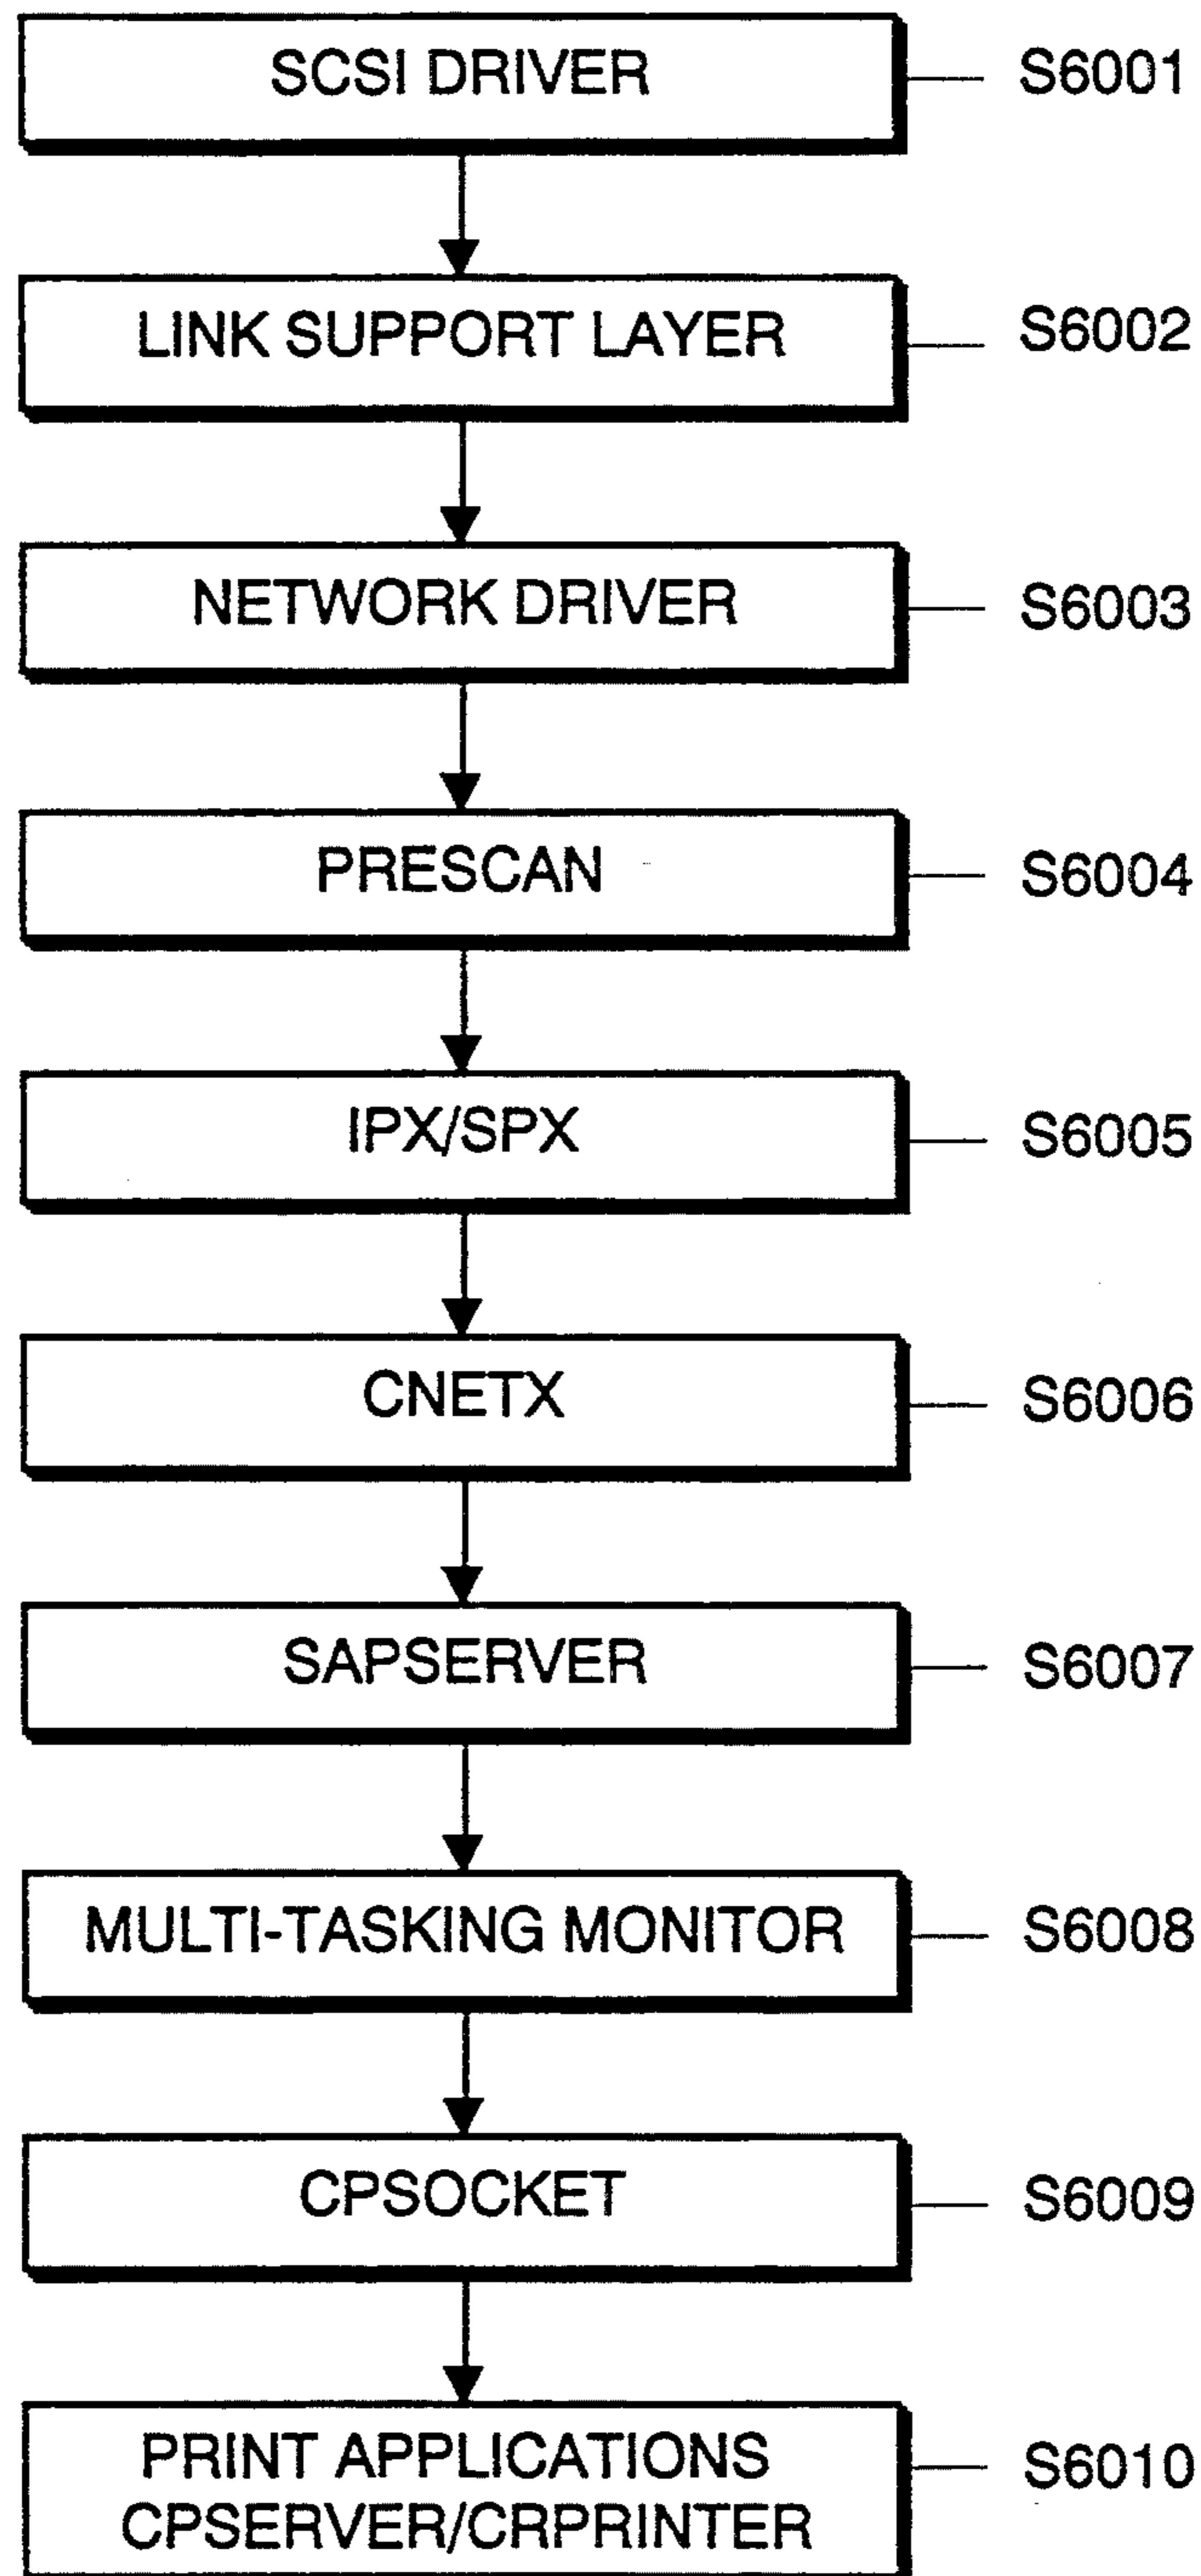 SCSI DRIVER S6001
LINK SUPPORT LAYER S6002
NETWORK DRIVER S6003
PRESCAN S6004
IPX/SPX S6005
CNETX S6006
SAPSERVER S6007
MULTI-TASKING MONITOR S6008
CPSOCKET S6009
PRINT APPLICATIONS S6010
CPSERVER/CRPRINTER